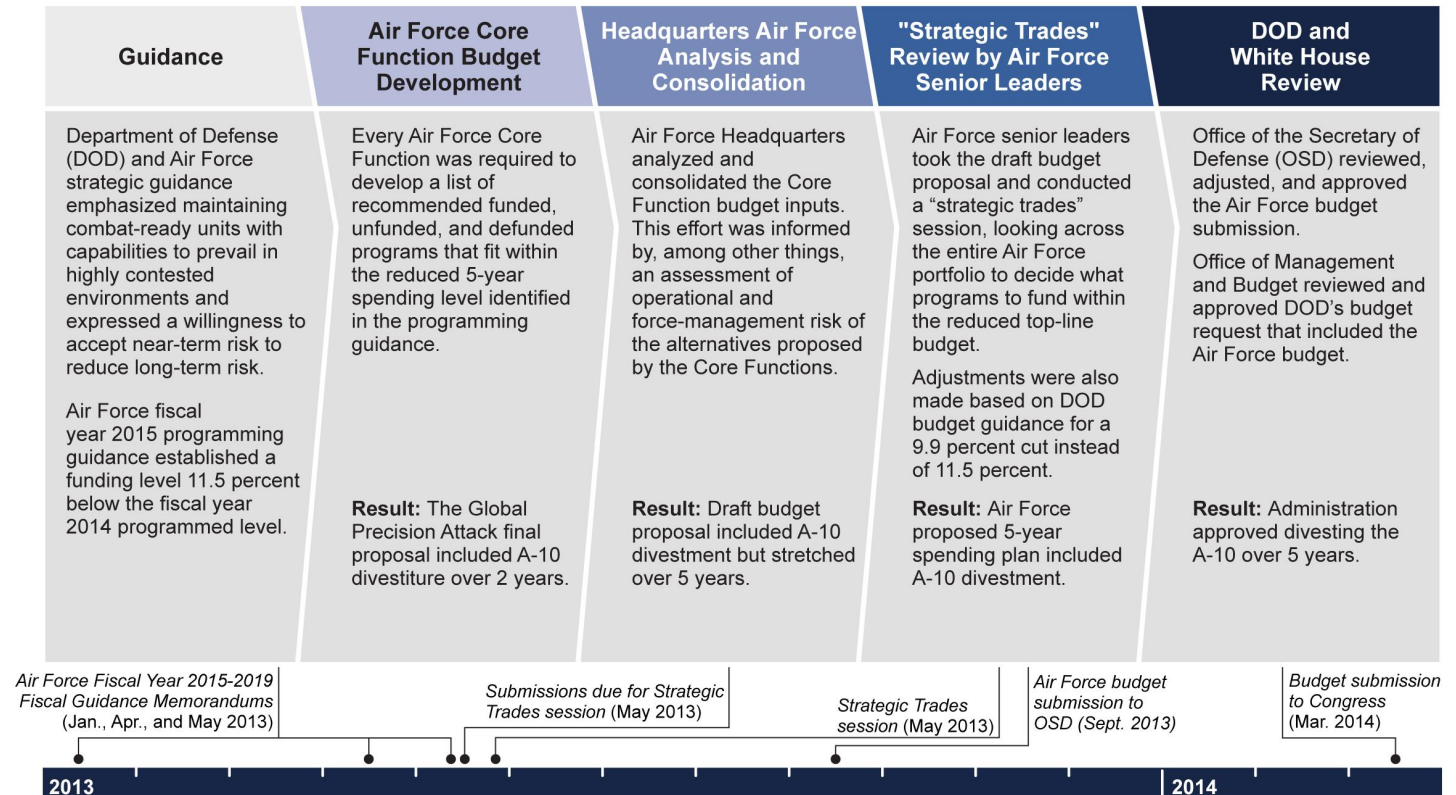 Guidance
Air Force Core
Function Budget
Development
Headquarters Air Force
Analysis and
Consolidation
"Strategic Trades"
Review by Air Force
Senior Leaders
DOD and
White House
Review
Department of Defense
(DOD) and Air Force
strategic guidance
emphasized maintaining
combat-ready units with
capabilities to prevail in
highly contested
environments and
expressed a willingness to
accept near-term risk to
reduce long-term risk.
Air Force fiscal
year 2015 programming
guidance established a
funding level 11.5 percent
below the fiscal year
2014 programmed level.
Every Air Force Core
Function was required to
develop a list of
recommended funded,
unfunded, and defunded
programs that fit within
the reduced 5-year
spending level identified
in the programming
guidance.
Result: The Global
Precision Attack final
proposal included A-10
divestiture over 2 years.
Air Force Headquarters
analyzed and
consolidated the Core
Function budget inputs.
This effort was informed
by, among other things,
an assessment of
operational and
force-management risk of
the alternatives proposed
by the Core Functions.
Result: Draft budget
proposal included A-10
divestment but stretched
over 5 years.
Air Force senior leaders
took the draft budget
proposal and conducted
a “strategic trades”
session, looking across
the entire Air Force
portfolio to decide what
programs to fund within
the reduced top-line
budget.
Adjustments were also
made based on DOD
budget guidance for a
9.9 percent cut instead
of 11.5 percent.
Result: Air Force
proposed 5-year
spending plan included
A-10 divestment.
Office of the Secretary of
Defense (OSD) reviewed,
adjusted, and approved
the Air Force budget
submission.
Office of Management
and Budget reviewed and
approved DOD’s budget
request that included the
Air Force budget.
Result: Administration
approved divesting the
A-10 over 5 years.
Air Force Fiscal Year 2015-2019
Fiscal Guidance Memorandums
(Jan., Apr., and May 2013)
Submissions due for Strategic
Trades session (May 2013)
Strategic Trades
session (May 2013)
Air Force budget
submission to
OSD (Sept. 2013)
Budget submission
to Congress
(Mar. 2014)
2013
2014